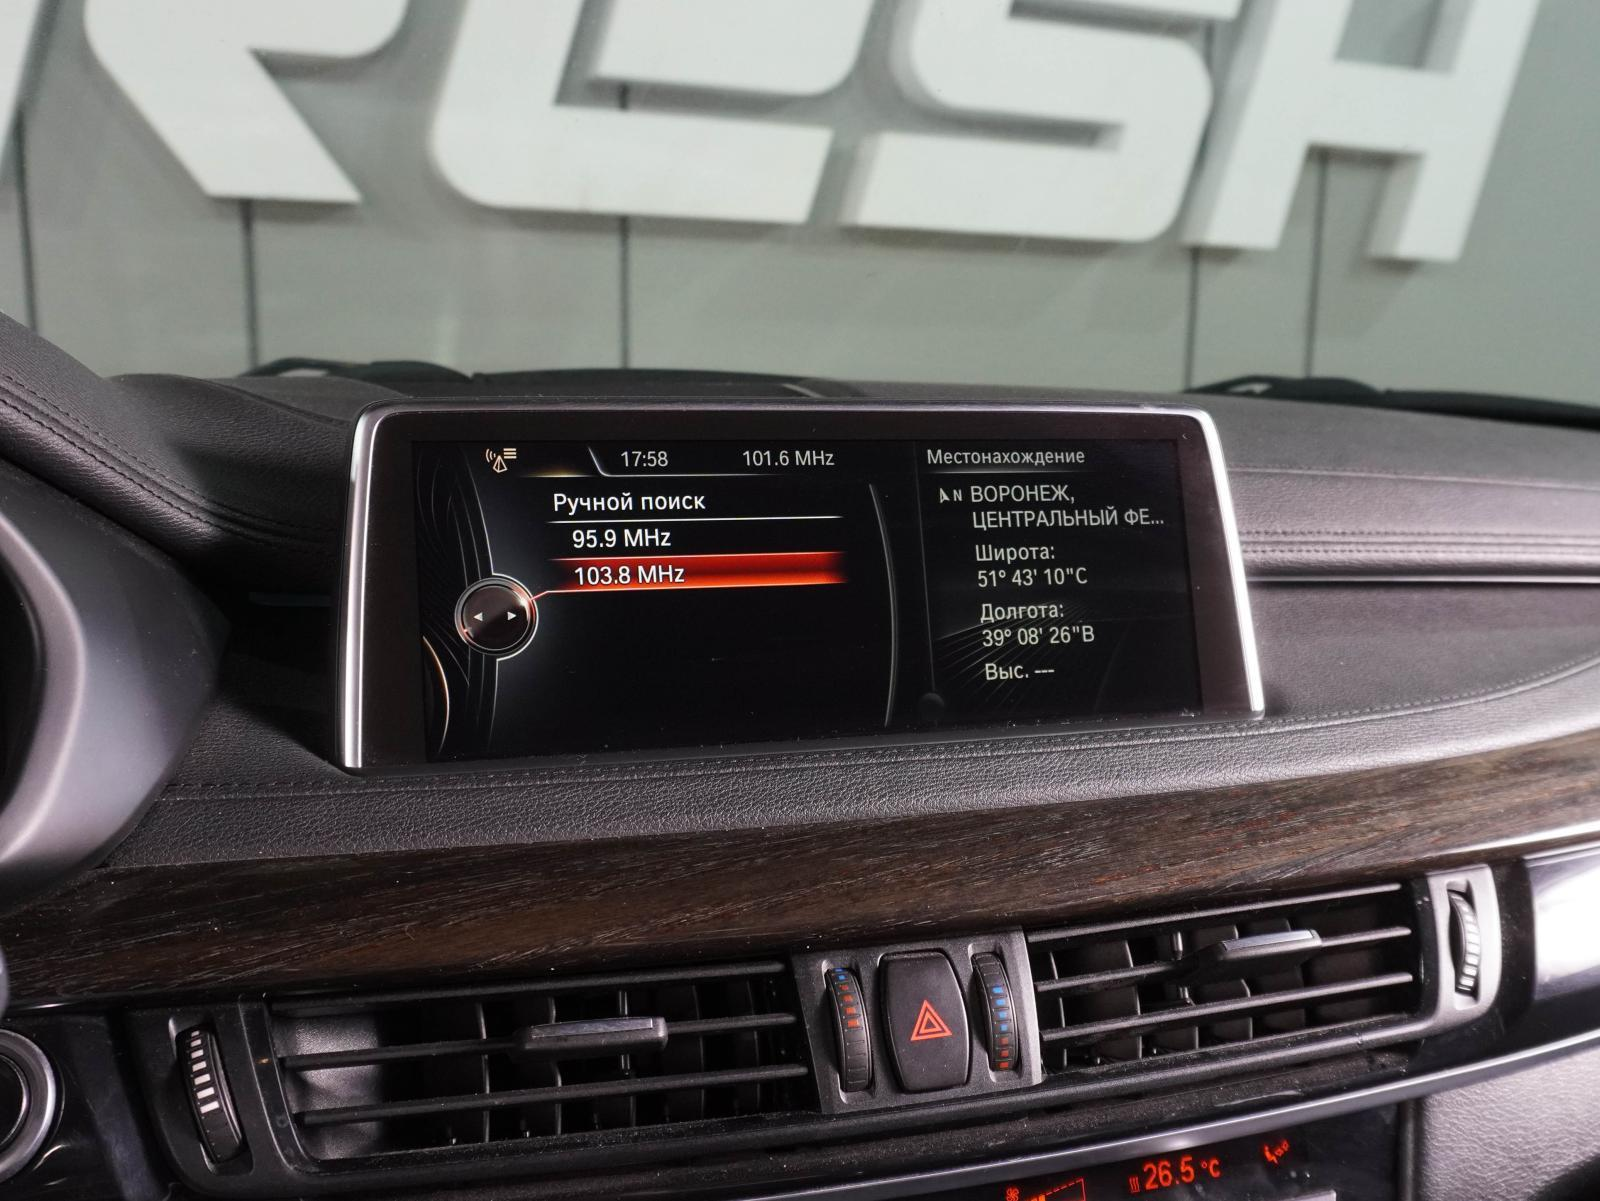 RESH
17:58 101.6 MHz
Ручной поиск
95.9 MHz
103.8 MHz
Местонахождение
N ВОРОНЕЖ,
ЦЕНТРАЛЬНЫЙ ФЕ...
Широта:
51° 43' 10"С
Долгота:
39° 08' 26"В
Выс. ---
26.5 °C